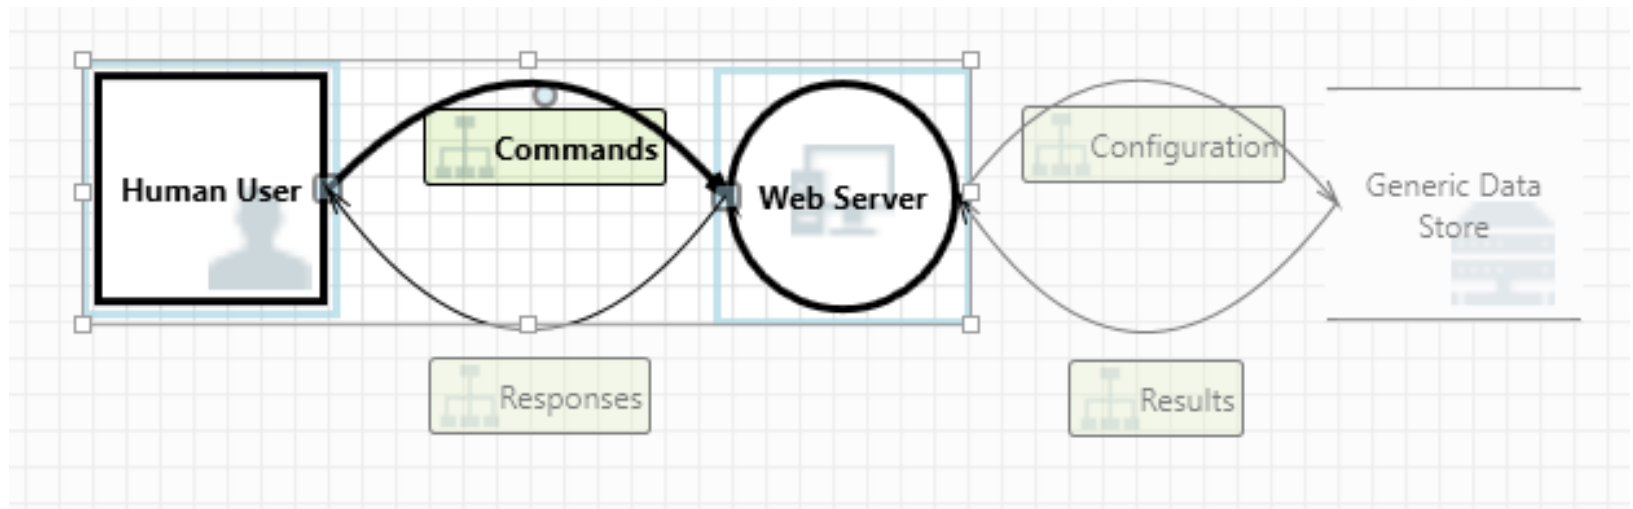 Human User
Commands
Web Server
Configuration
Generic Data
Store
Responses
Results